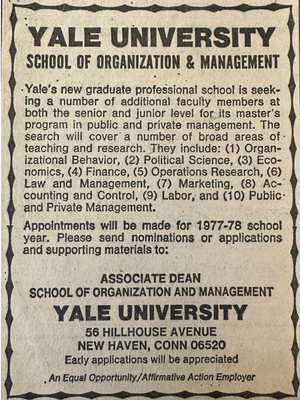 YALE UNIVERSITY
SCHOOL OF ORGANIZATION & MANAGEMENT
Yale's new graduate professional school is seek-
ing a number of additional faculty members at
both the senior and junior level for its master's
program in public and private management. The
search will cover a number of broad areas of
teaching and research. They include: (1) Organ-
izational Behavior, (2) Political Science, (3) Eco-
nomics, (4) Finance, (5) Operations Research, (6)
Law and Management, (7) Marketing, (8) Ac-
counting and Control, (9) Labor, and (10) Public
and Private Management.
Appointments will be made for 1977-78 school
year. Please send nominations or applications
and supporting materials to:
ASSOCIATE DEAN
SCHOOL OF ORGANIZATION AND MANAGEMENT
YALE UNIVERSITY
56 HILLHOUSE AVENUE
NEW HAVEN, CONN 06520
Early applications will be appreciated
An Equal Opportunity/Affirmative Action Employer